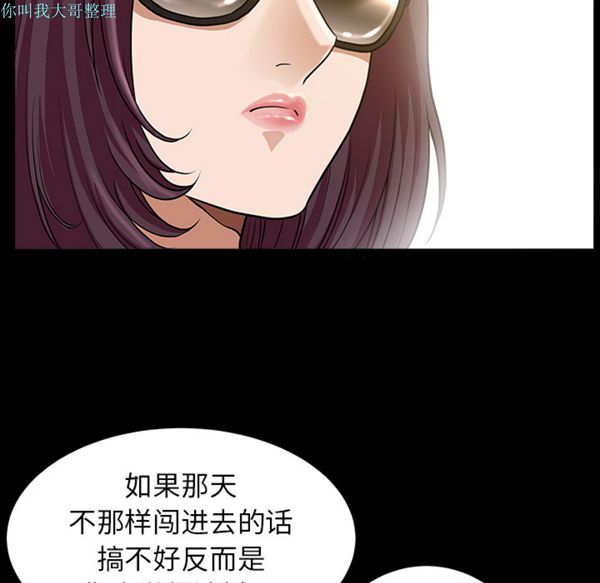 你叫我大哥整理
如果那天
不那样闯进去的话
搞不好反而是